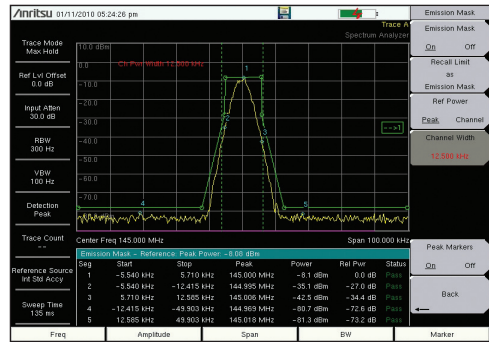 Anritsu 01/11/2010 05:24:26 pm
Emission Mask
Trace A
Spectrum Analyzer
Trace Mode
Max Hold
Ref Lvl Offset
0.0 dB
Input Atten
30.0 dB
RBW
300 Hz
VBW
100 Hz
Detection
Peak
Trace Count
--
Reference Source
Int Std Accy
Sweep Time
135 ms
10.0 dBm
0.0
-10.0
-20.0
-30.0
-40.0
-50.0
-60.0
-70.0
Ch Pwr Width 12.500 kHz
1
2
3
4
5
-->1
Center Freq 145.000 MHz Span 100.000 kHz
Emission Mask - Reference: Peak Power: -8.08 dBm
Seg Start Stop Peak Power Rel Pwr Status
1 -5.540 kHz 5.710 kHz 145.000 MHz -8.1 dBm 0.0 dB Pass
2 -5.540 kHz -12.415 kHz 144.995 MHz -35.1 dBm -27.0 dB Pass
3 5.710 kHz 12.585 kHz 145.006 MHz -42.5 dBm -34.4 dB Pass
4 -12.415 kHz -49.903 kHz 144.969 MHz -80.7 dBm -72.6 dB Pass
5 12.585 kHz 49.903 kHz 145.018 MHz -81.3 dBm -73.2 dB Pass
Emission Mask
On Off
Recall Limit
as
Emission Mask
Ref Power
Peak Channel
Channel Width
12.500 kHz
Peak Markers
On Off
Back
Freq Amplitude Span BW Marker